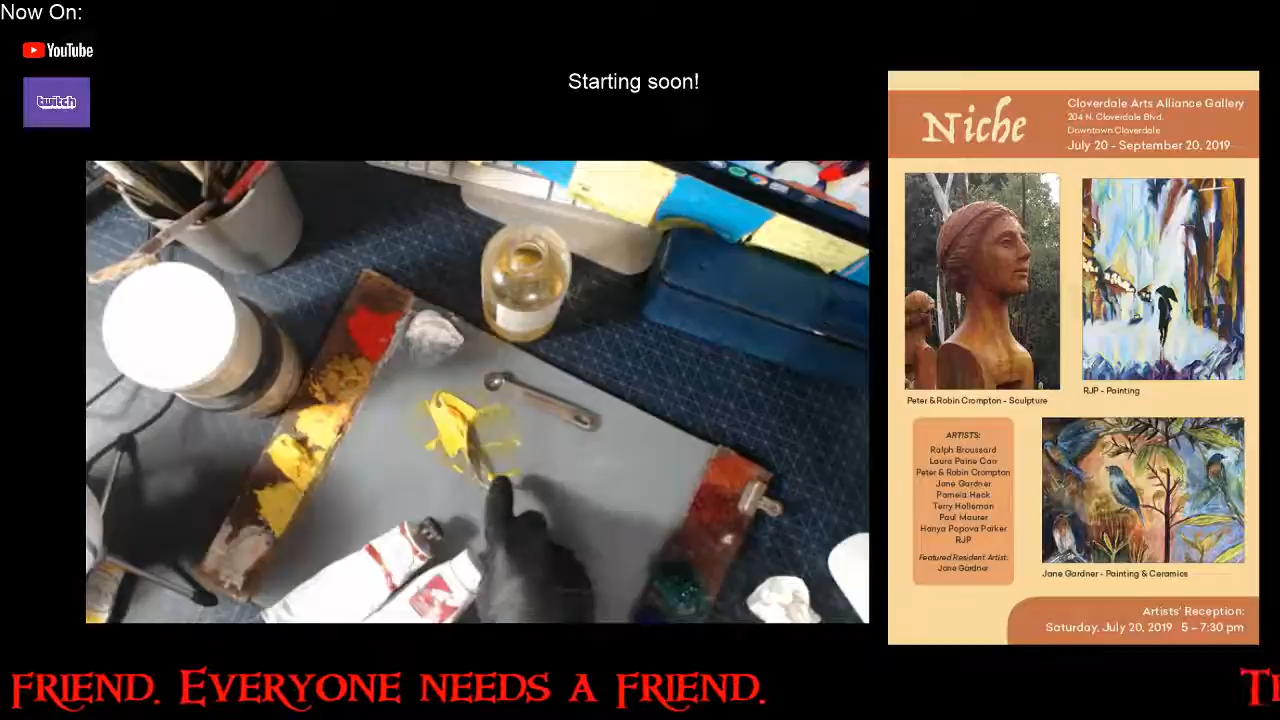 Now On:
YouTube
twitch
Starting soon!
Niche
Cloverdale Arts Alliance Gallery
204 N. Cloverdale Blvd.
Downtown Cloverdale
July 20 - September 20, 2019
Peter & Robin Crompton - Sculpture
RJP - Painting
ARTISTS:
Ralph Broussard
Laura Paine Carr
Peter & Robin Crompton
Jane Gardner
Pamela Heck
Terry Holleman
Paul Maurer
Hanya Popova Parker
RJP
Featured Resident Artist:
Jane Gardner
Jane Gardner - Painting & Ceramics
Artists' Reception:
Saturday, July 20, 2019 5 – 7:30 pm
FRIEND. EVERYONE NEEDS A FRIEND.